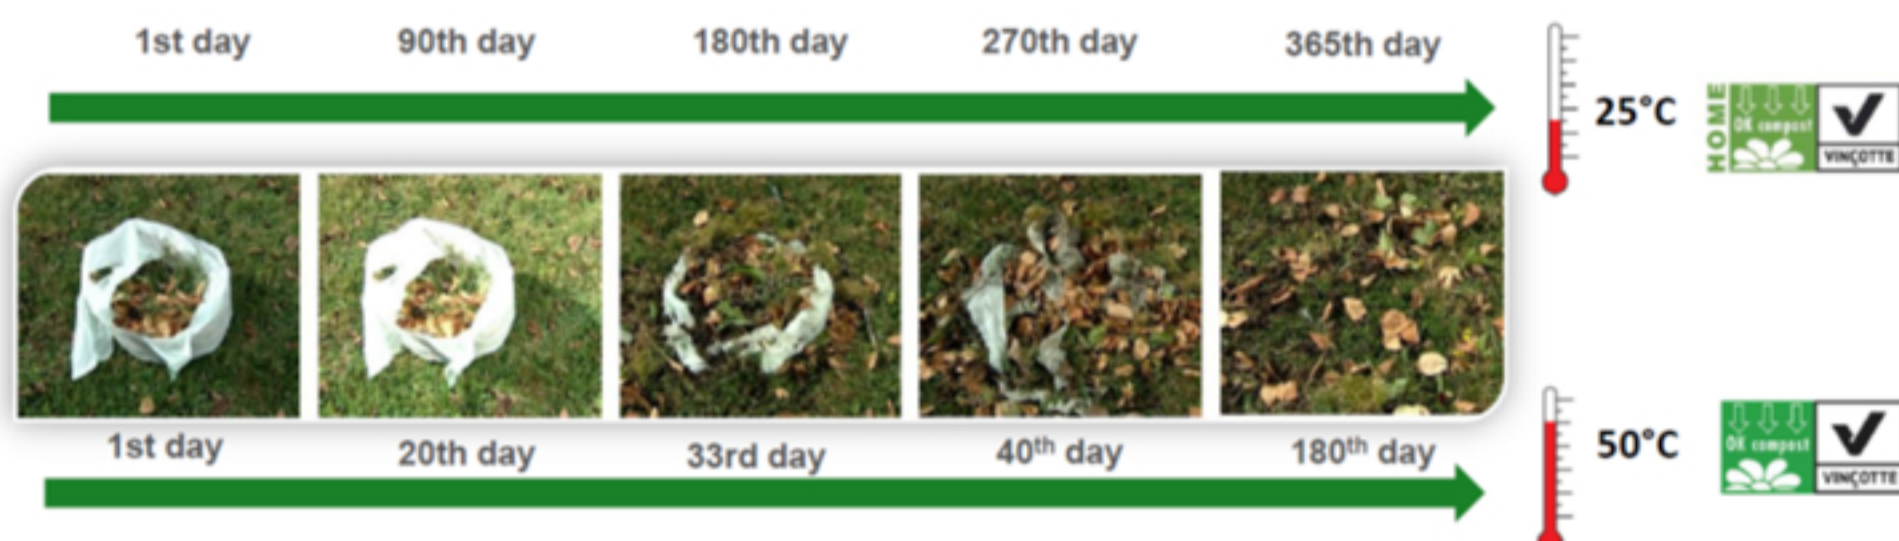 1st day 90th day 180th day 270th day 365th day
25°C
HOME
OK compost
VINÇOTTE
1st day 20th day 33rd day 40th day 180th day
50°C
OK compost
VINÇOTTE